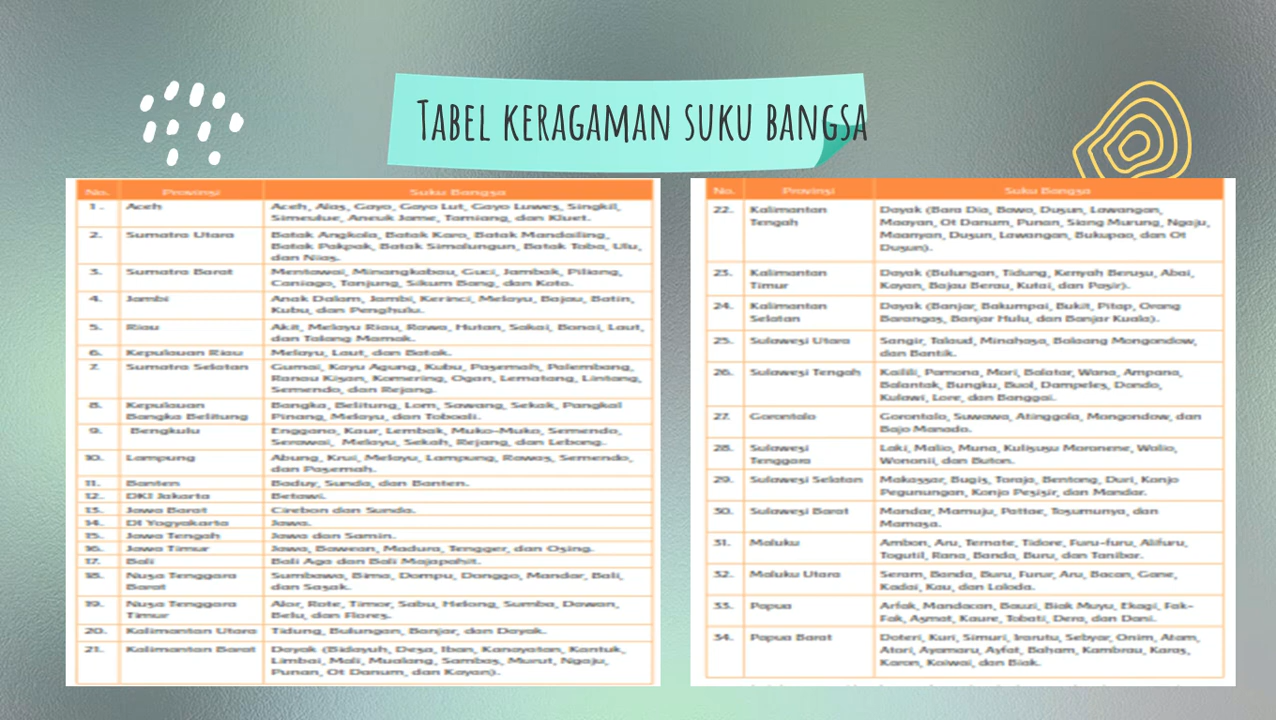 Tabel keragaman suku bangsa
No. Provinsi Suku Bangsa
1. Aceh Aceh, Alas, Gayo, Gayo Lut, Gayo Luwes, Singkil,
Simeulue, Aneuk Jame, Tamiang, dan Kluet.
2. Sumatra Utara Batak Angkola, Batak Karo, Batak Mandailing,
Batak Pakpak, Batak Simalungun, Batak Toba, Ulu,
dan Nias.
3. Sumatra Barat Mentawai, Minangkabau, Guci, Jambak, Piliang,
Caniago, Tanjung, Sikum Bang, dan Koto.
4. Jambi Anak Dalam, Jambi, Kerinci, Melayu, Bajau, Batin,
Kubu, dan Penghulu.
5. Riau Akit, Melayu Riau, Rawa, Hutan, Sakai, Bonai, Laut,
dan Talang Mamak.
6. Kepulauan Riau Melayu, Laut, dan Batak.
7. Sumatra Selatan Gumai, Kayu Agung, Kubu, Pasemah, Palembang,
Ranau Kisan, Komering, Ogan, Lematang, Lintang,
Semendo, dan Rejang.
8. Kepulauan Bangka, Belitung, Lom, Sawang, Sekak, Pangkal
Bangka Belitung Pinang, Melayu, dan Toboali.
9. Bengkulu Enggano, Kaur, Lembak, Muko-Muko, Semendo,
Serawai, Melayu, Sekah, Rejang, dan Lebong.
10. Lampung Abung, Krui, Melayu, Lampung, Rawas, Semendo,
dan Pasemah.
11. Banten Baduy, Sunda, dan Banten.
12. DKI Jakarta Betawi.
13. Jawa Barat Cirebon dan Sunda.
14. DI Yogyakarta Jawa.
15. Jawa Tengah Jawa dan Samin.
16. Jawa Timur Jawa, Bawean, Madura, Tengger, dan Osing.
17. Bali Bali Aga dan Bali Majapahit.
18. Nusa Tenggara Sumbawa, Bima, Dompu, Donggo, Mandar, Bali,
Barat dan Sasak.
19. Nusa Tenggara Alor, Rote, Timor, Sabu, Helong, Sumba, Dawan,
Timur Belu, dan Flores.
20. Kalimantan Utara Tidung, Bulungan, Banjar, dan Dayak.
21. Kalimantan Barat Dayak (Bidayuh, Desa, Iban, Kanayatan, Kantuk,
Limbai, Mali, Mualang, Sambas, Murut, Ngaju,
Punan, Ot Danum, dan Kayan).
No. Provinsi Suku Bangsa
22. Kalimantan Dayak (Bara Dia, Bawo, Dusun, Lawangan,
Tengah Maayan, Ot Danum, Punan, Siang Murung, Ngaju,
Maanyan, Dusun, Lawangan, Bukupao, dan Ot
Dusun).
23. Kalimantan Dayak (Bulungan, Tidung, Kenyah Berusu, Abai,
Timur Kayan, Bajau Berau, Kutai, dan Pasir).
24. Kalimantan Dayak (Banjar, Bakumpai, Bukit, Pitap, Orang
Selatan Barangas, Banjar Hulu, dan Banjar Kuala).
25. Sulawesi Utara Sangir, Talaud, Minahasa, Bolaang Mongondow,
dan Bantik.
26. Sulawesi Tengah Kailili, Pamona, Mori, Balatar, Wana, Ampana,
Balantak, Bungku, Buol, Dampeles, Dondo,
Kulawi, Lore, dan Banggai.
27. Gorontalo Gorontalo, Suwawa, Atinggola, Mongondow, dan
Bajo Manado.
28. Sulawesi Laki, Malio, Muna, Kulisusu Moronene, Walio,
Tenggara Wononii, dan Buton.
29. Sulawesi Selatan Makassar, Bugis, Toraja, Bentong, Duri, Konjo
Pegunungan, Konjo Pesisir, dan Mandar.
30. Sulawesi Barat Mandar, Mamuju, Pattae, Tosumunya, dan
Mamasa.
31. Maluku Ambon, Aru, Ternate, Tidore, Furu-furu, Alifuru,
Togutil, Rana, Banda, Buru, dan Tanibar.
32. Maluku Utara Seram, Banda, Buru, Furur, Aru, Bacan, Gane,
Kadai, Kau, dan Loloda.
33. Papua Arfak, Mandacan, Bauzi, Biak Muyu, Ekagi, Fak-
Fak, Asmat, Kaure, Tobati, Dera, dan Dani.
34. Papua Barat Doteri, Kuri, Simuri, Irarutu, Sebyar, Onim, Atam,
Atori, Ayamaru, Ayfat, Baham, Kambrau, Karas,
Karon, Kaiwai, dan Biak.